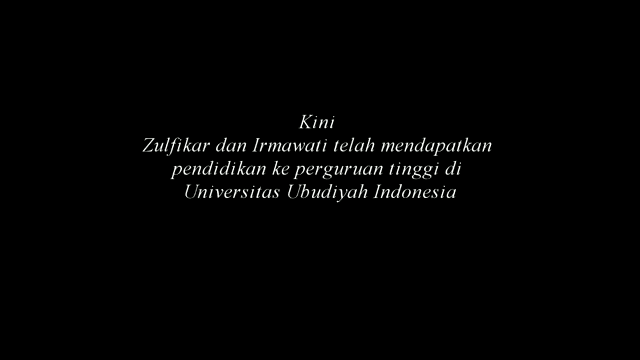 Kini
Zulfikar dan Irmawati telah mendapatkan
pendidikan ke perguruan tinggi di
Universitas Ubudiyah Indonesia